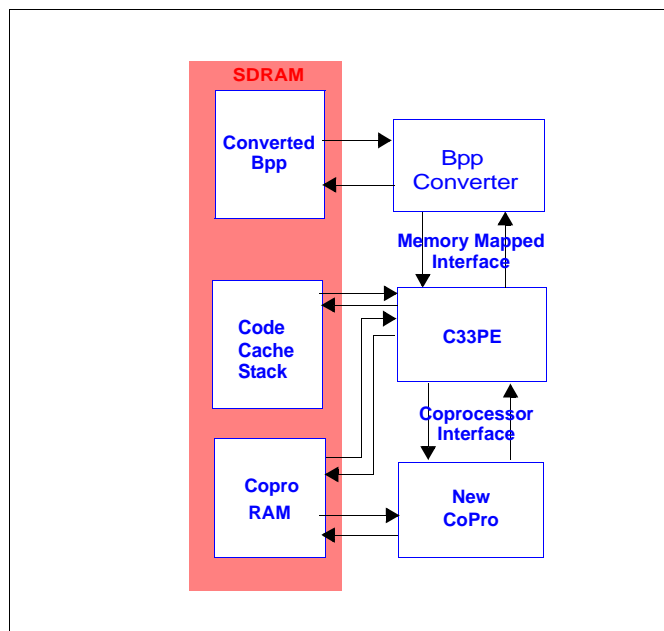 SDRAM
Converted
Bpp
Bpp
Converter
Memory Mapped
Interface
Code
Cache
Stack
C33PE
Coprocessor
Interface
Copro
RAM
New
CoPro